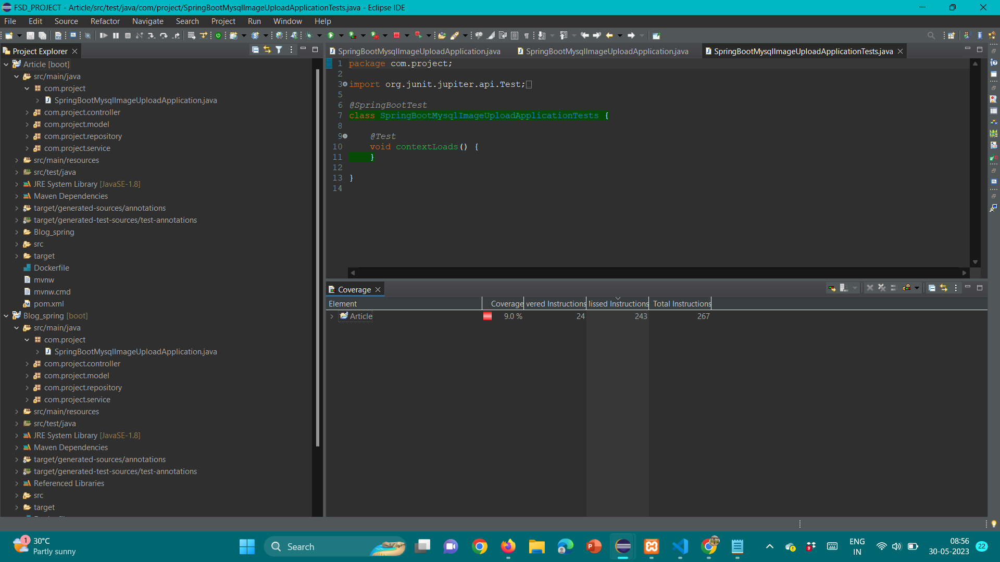 FSD_PROJECT - Article/src/test/java/com/project/SpringBootMysqlImageUploadApplicationTests.java - Eclipse IDE
File Edit Source Refactor Navigate Search Project Run Window Help
Project Explorer
Article [boot]
src/main/java
com.project
SpringBootMysqlImageUploadApplication.java
com.project.controller
com.project.model
com.project.repository
com.project.service
src/main/resources
src/test/java
JRE System Library [JavaSE-1.8]
Maven Dependencies
target/generated-sources/annotations
target/generated-test-sources/test-annotations
Blog_spring
src
target
Dockerfile
mvnw
mvnw.cmd
pom.xml
Blog_spring [boot]
src/main/java
com.project
SpringBootMysqlImageUploadApplication.java
com.project.controller
com.project.model
com.project.repository
com.project.service
src/main/resources
src/test/java
JRE System Library [JavaSE-1.8]
Maven Dependencies
target/generated-sources/annotations
target/generated-test-sources/test-annotations
Referenced Libraries
src
target
SpringBootMysqlImageUploadApplication.java SpringBootMysqlImageUploadApplication.java SpringBootMysqlImageUploadApplicationTests.java
1 package com.project;
2
3 import org.junit.jupiter.api.Test;
5
6 @SpringBootTest
7 class SpringBootMysqlImageUploadApplicationTests {
8
9 @Test
10 void contextLoads() {
11 }
12
13 }
14
Coverage
Element Coverage vered Instructions lissed Instructions Total Instructions
Article 9.0 % 24 243 267
1 30°C
Partly sunny
Search
ENG
IN
08:56
30-05-2023
22